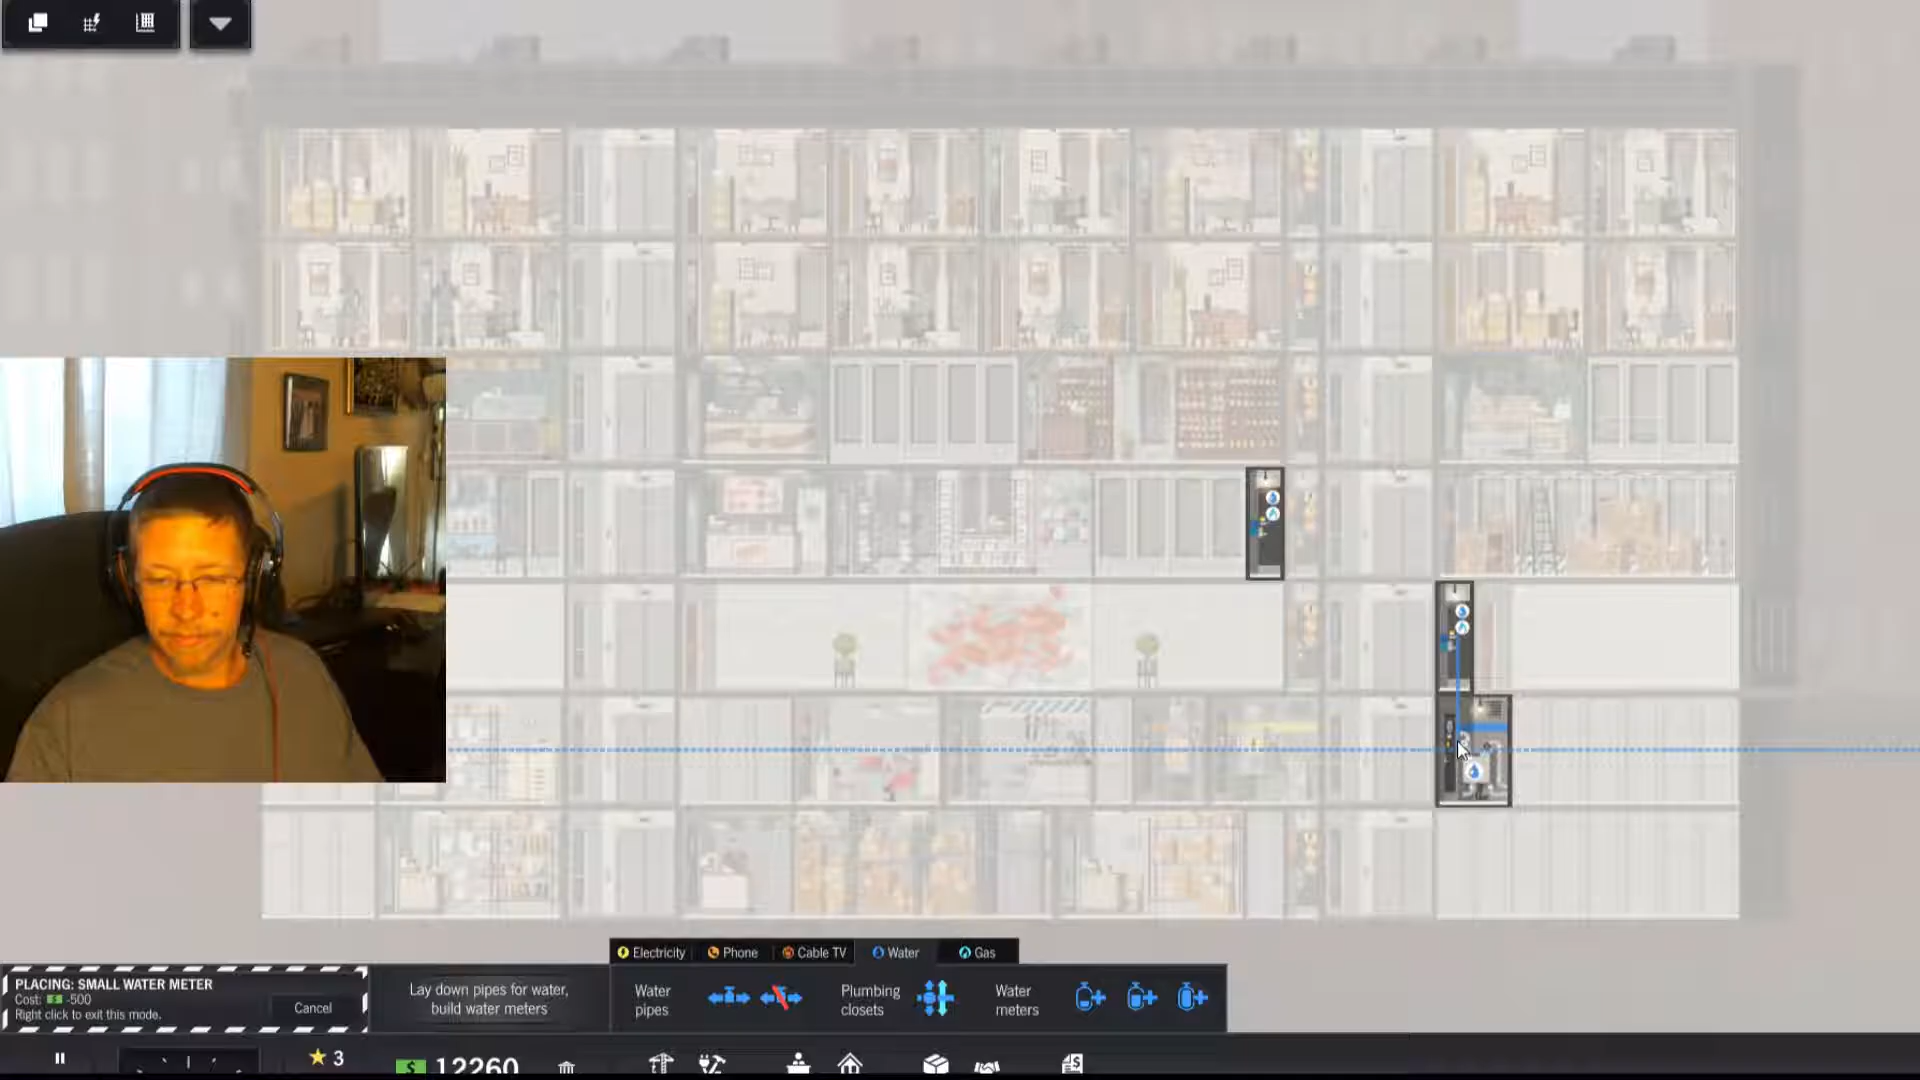 Electricity
Phone
Cable TV
Water
Gas
PLACING: SMALL WATER METER
Cost: $ -500
Right click to exit this mode.
Cancel
Lay down pipes for water,
build water meters
Water
pipes
Plumbing
closets
Water
meters
3
$ 12260